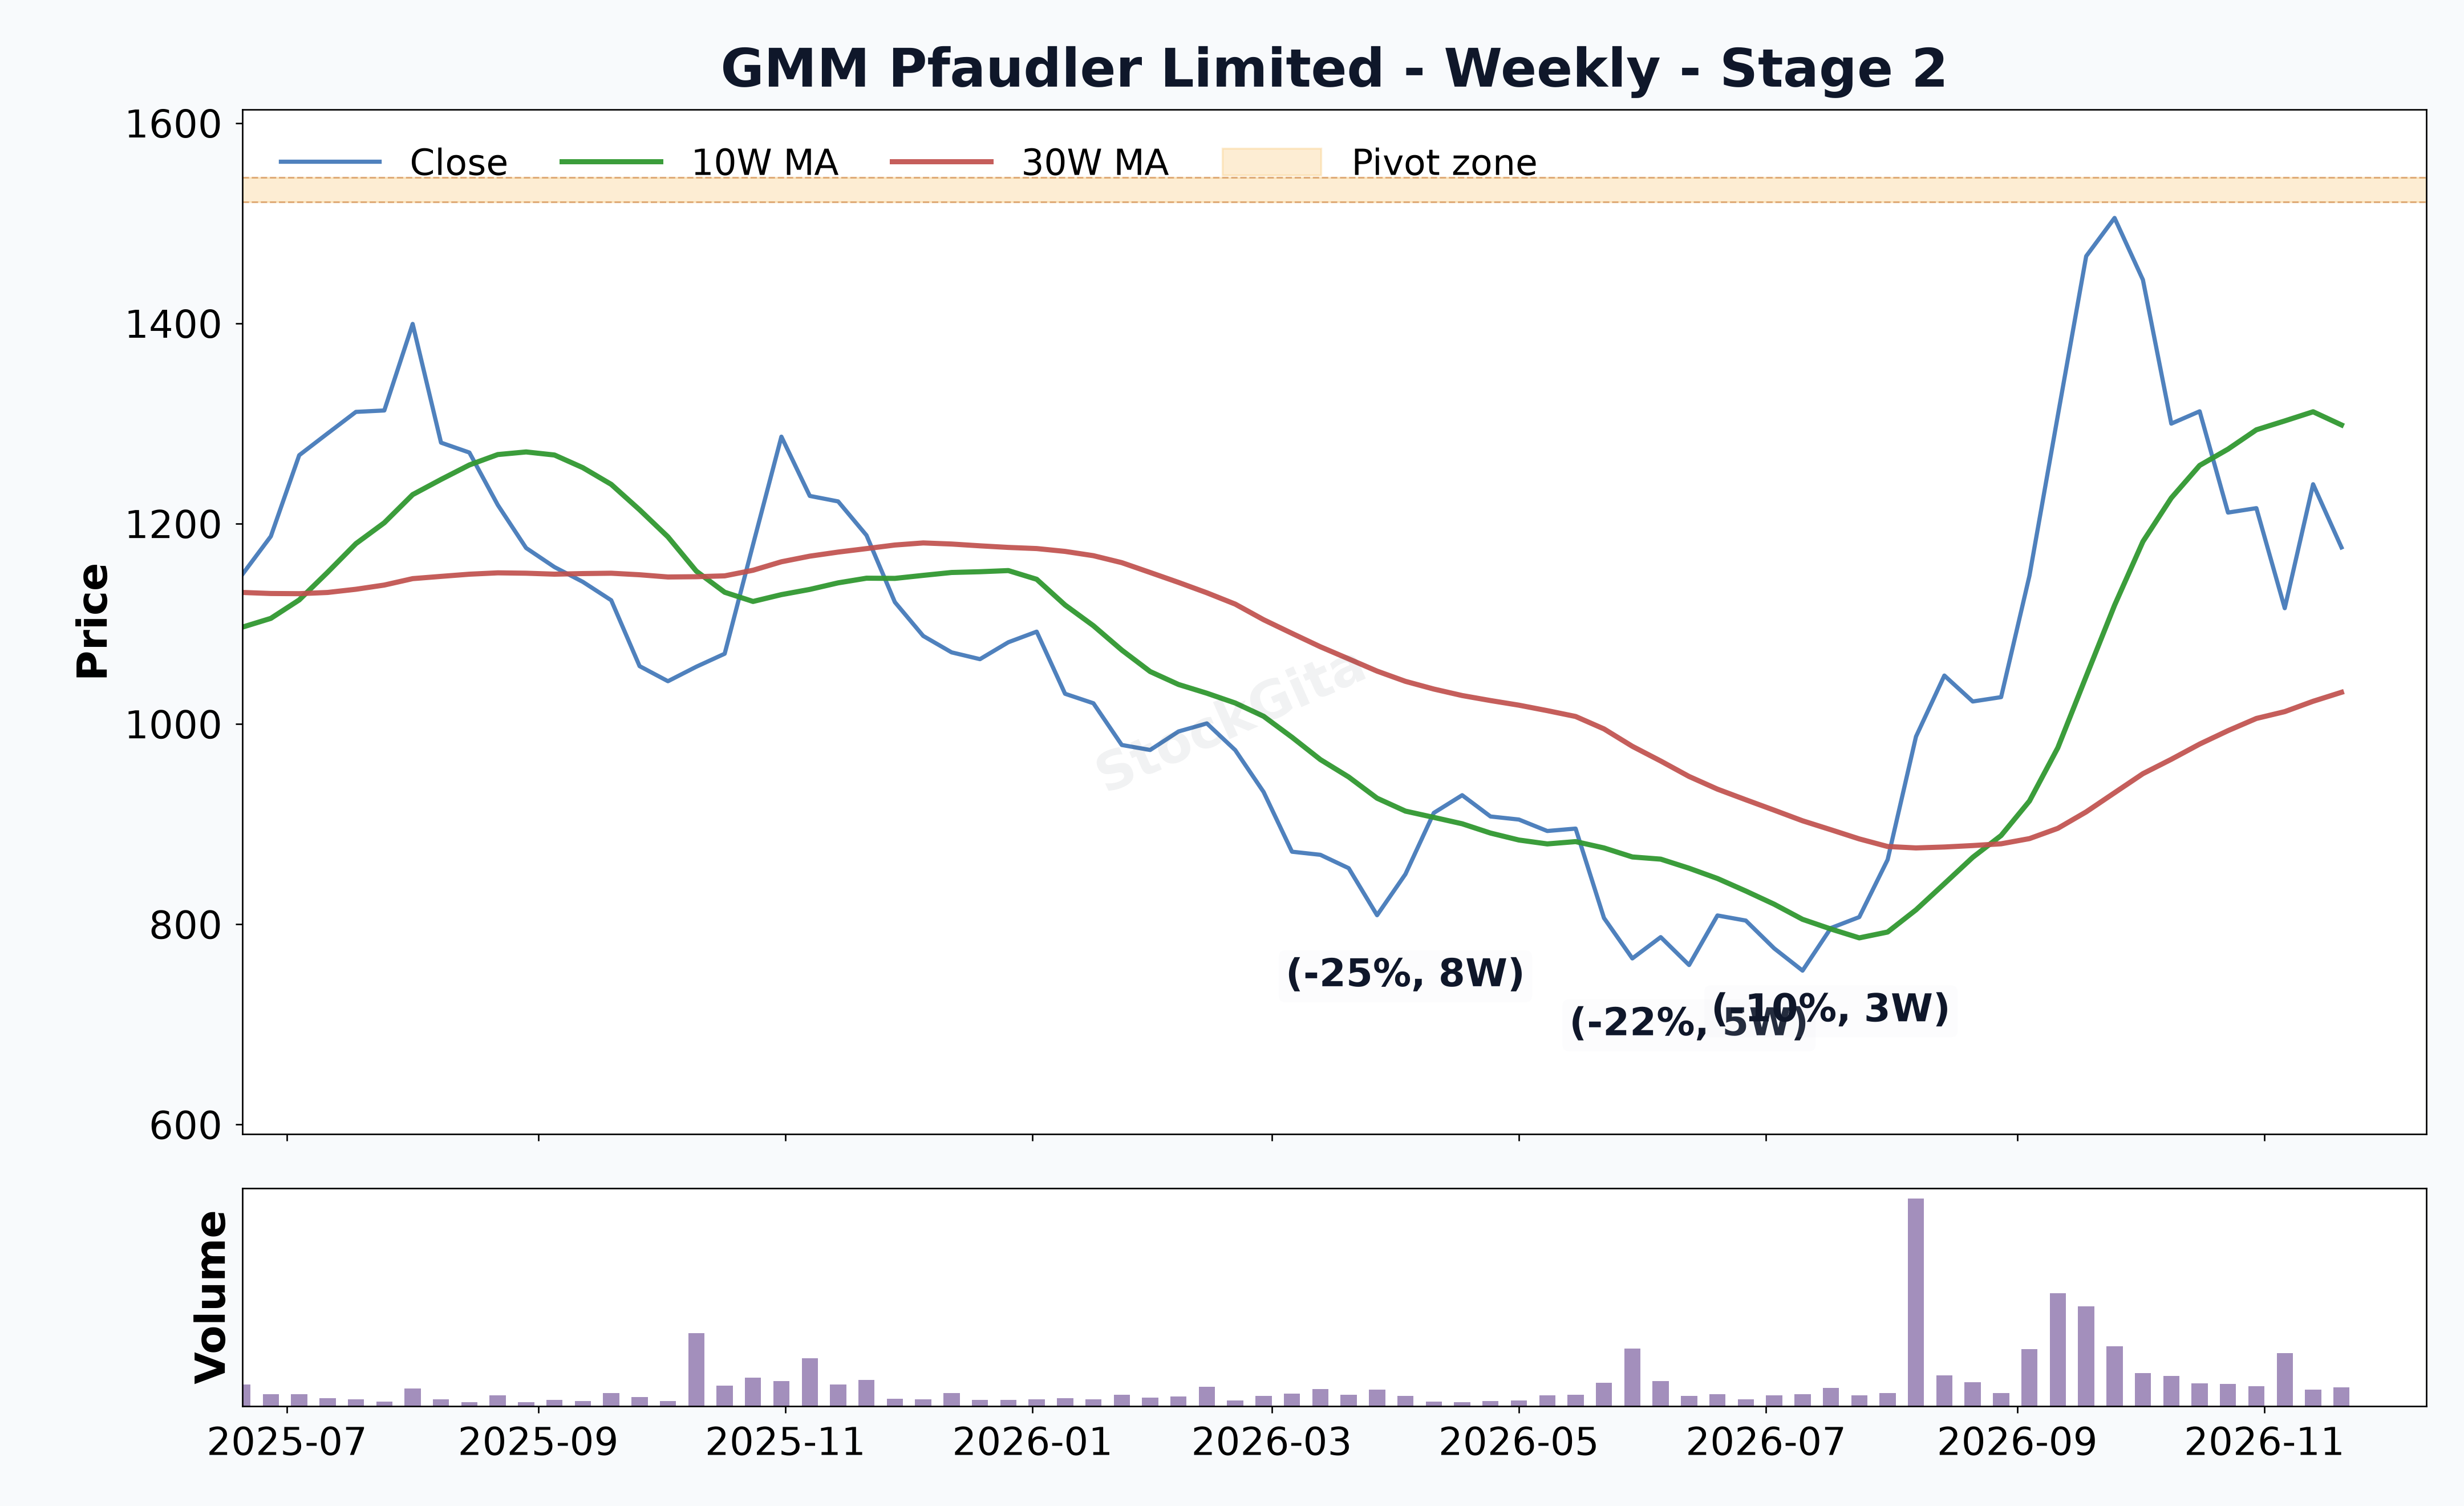 GMM Pfaudler Limited - Weekly - Stage 2
1600
Close
10W MA
30W MA
Pivot zone
1400
1200
1000
800
600
Price
StockGita
(-25%, 8W)
(-22%, 5W)
(-10%, 3W)
Volume
2025-07
2025-09
2025-11
2026-01
2026-03
2026-05
2026-07
2026-09
2026-11